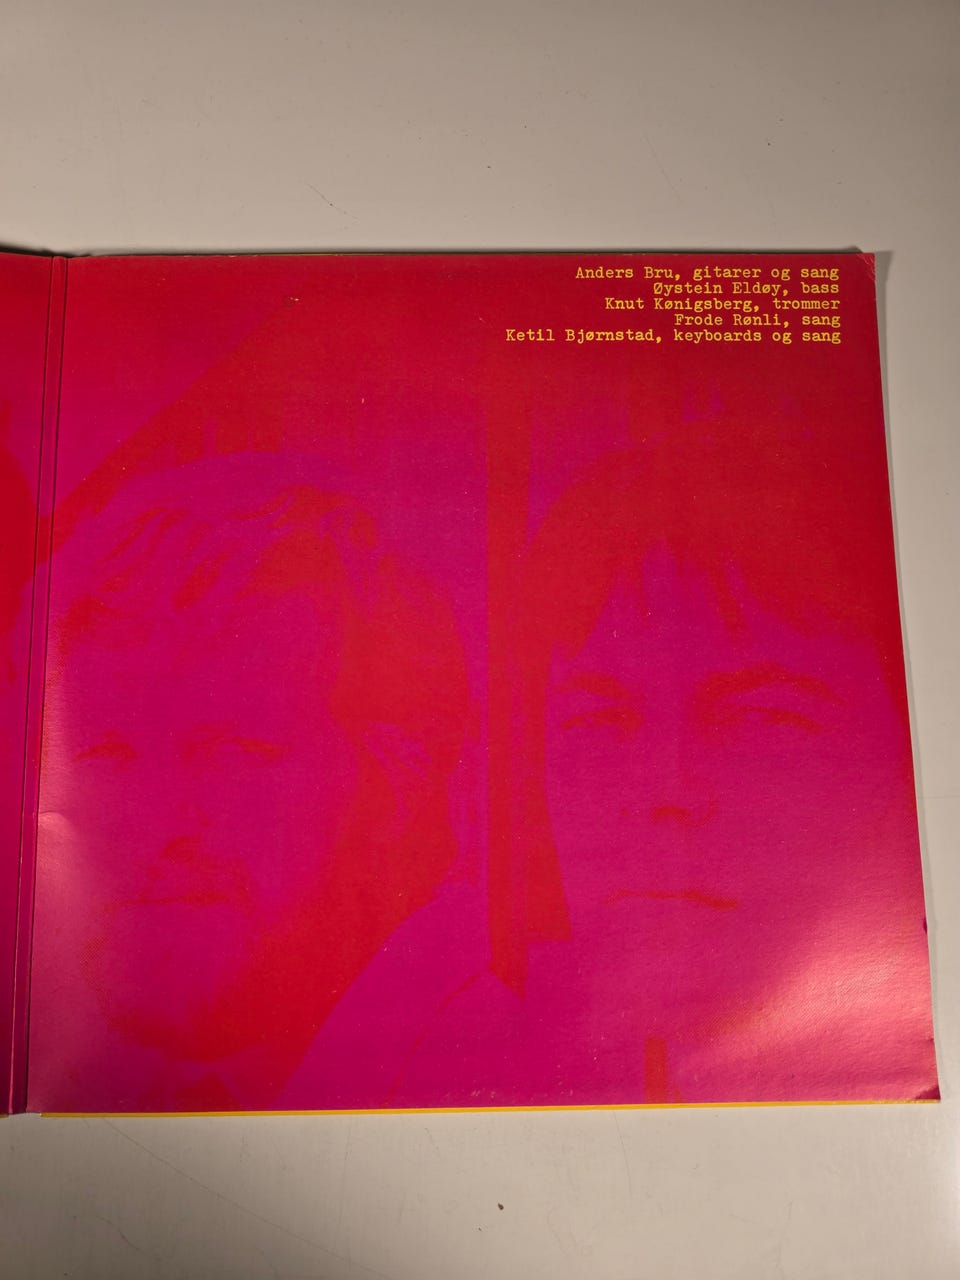 Anders Bru, gitarer og sang
Øystein Eldøy, bass
Knut Kønigsberg, trommer
Frode Rønli, sang
Ketil Bjørnstad, keyboards og sang